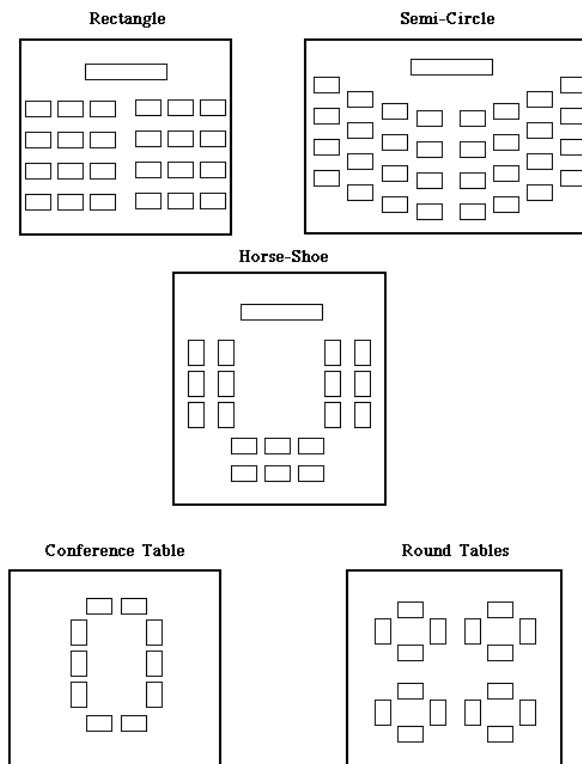 Rectangle
Semi-Circle
Horse-Shoe
Conference Table
Round Tables